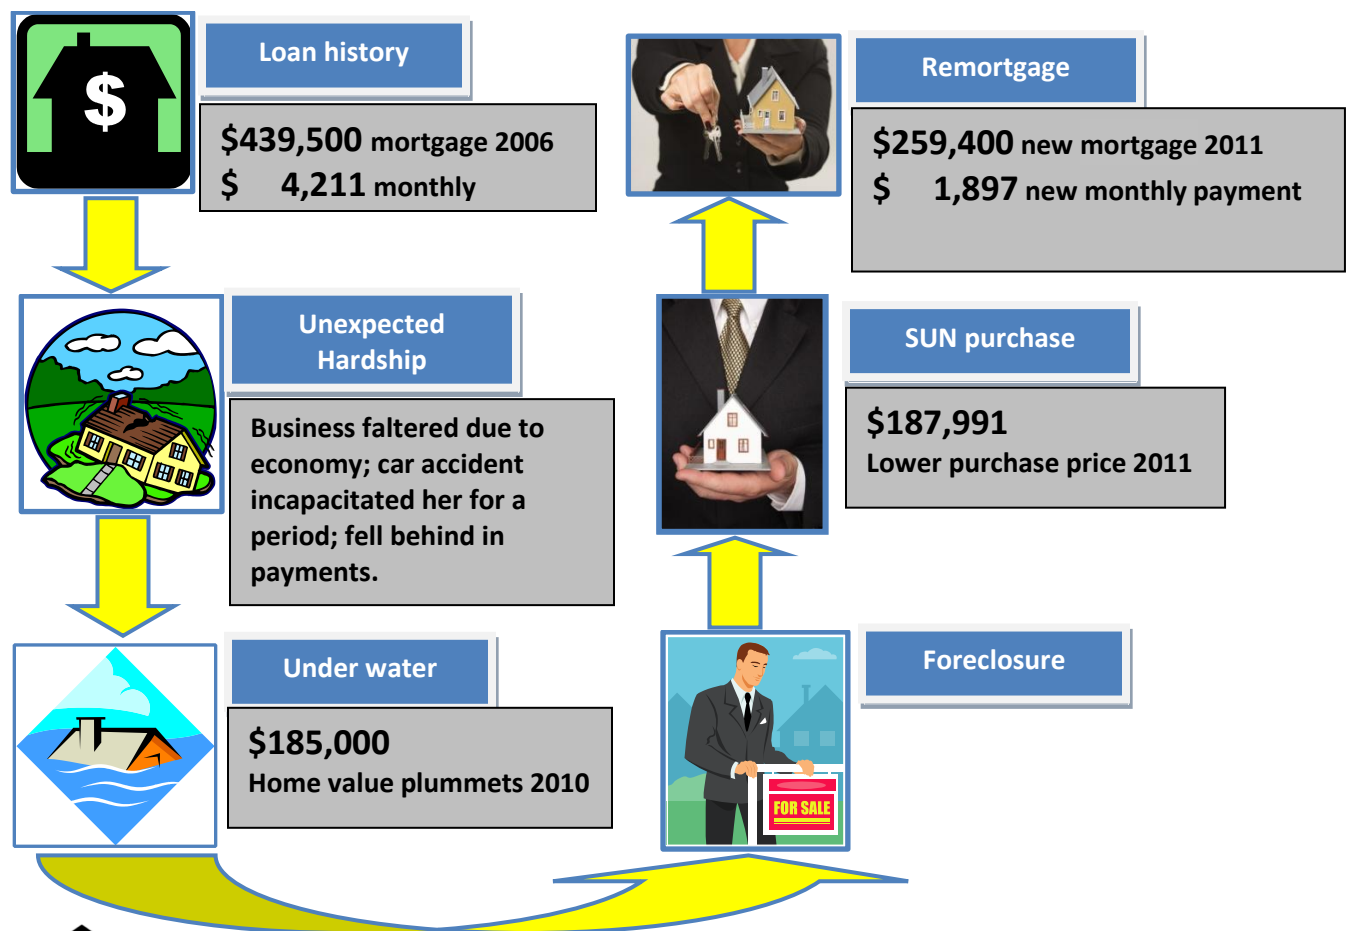 $
Loan history
$439,500 mortgage 2006
$ 4,211 monthly
Unexpected
Hardship
Business faltered due to
economy; car accident
incapacitated her for a
period; fell behind in
payments.
Under water
$185,000
Home value plummets 2010
Foreclosure
FOR SALE
SUN purchase
$187,991
Lower purchase price 2011
Remortgage
$259,400 new mortgage 2011
$ 1,897 new monthly payment